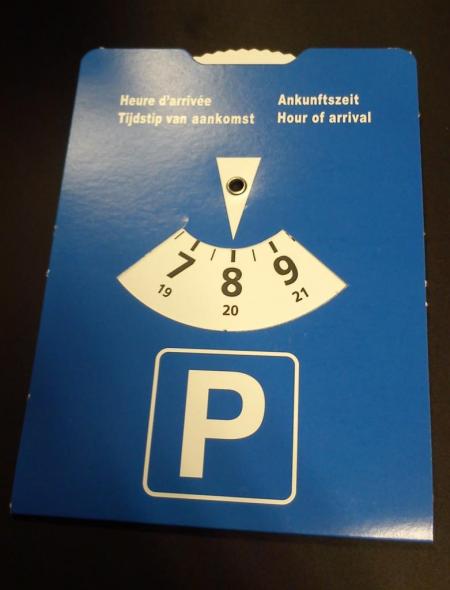 Heure d'arrivée
Tijdstip van aankomst
Ankunftszeit
Hour of arrival
7 8 9
19 20 21
P